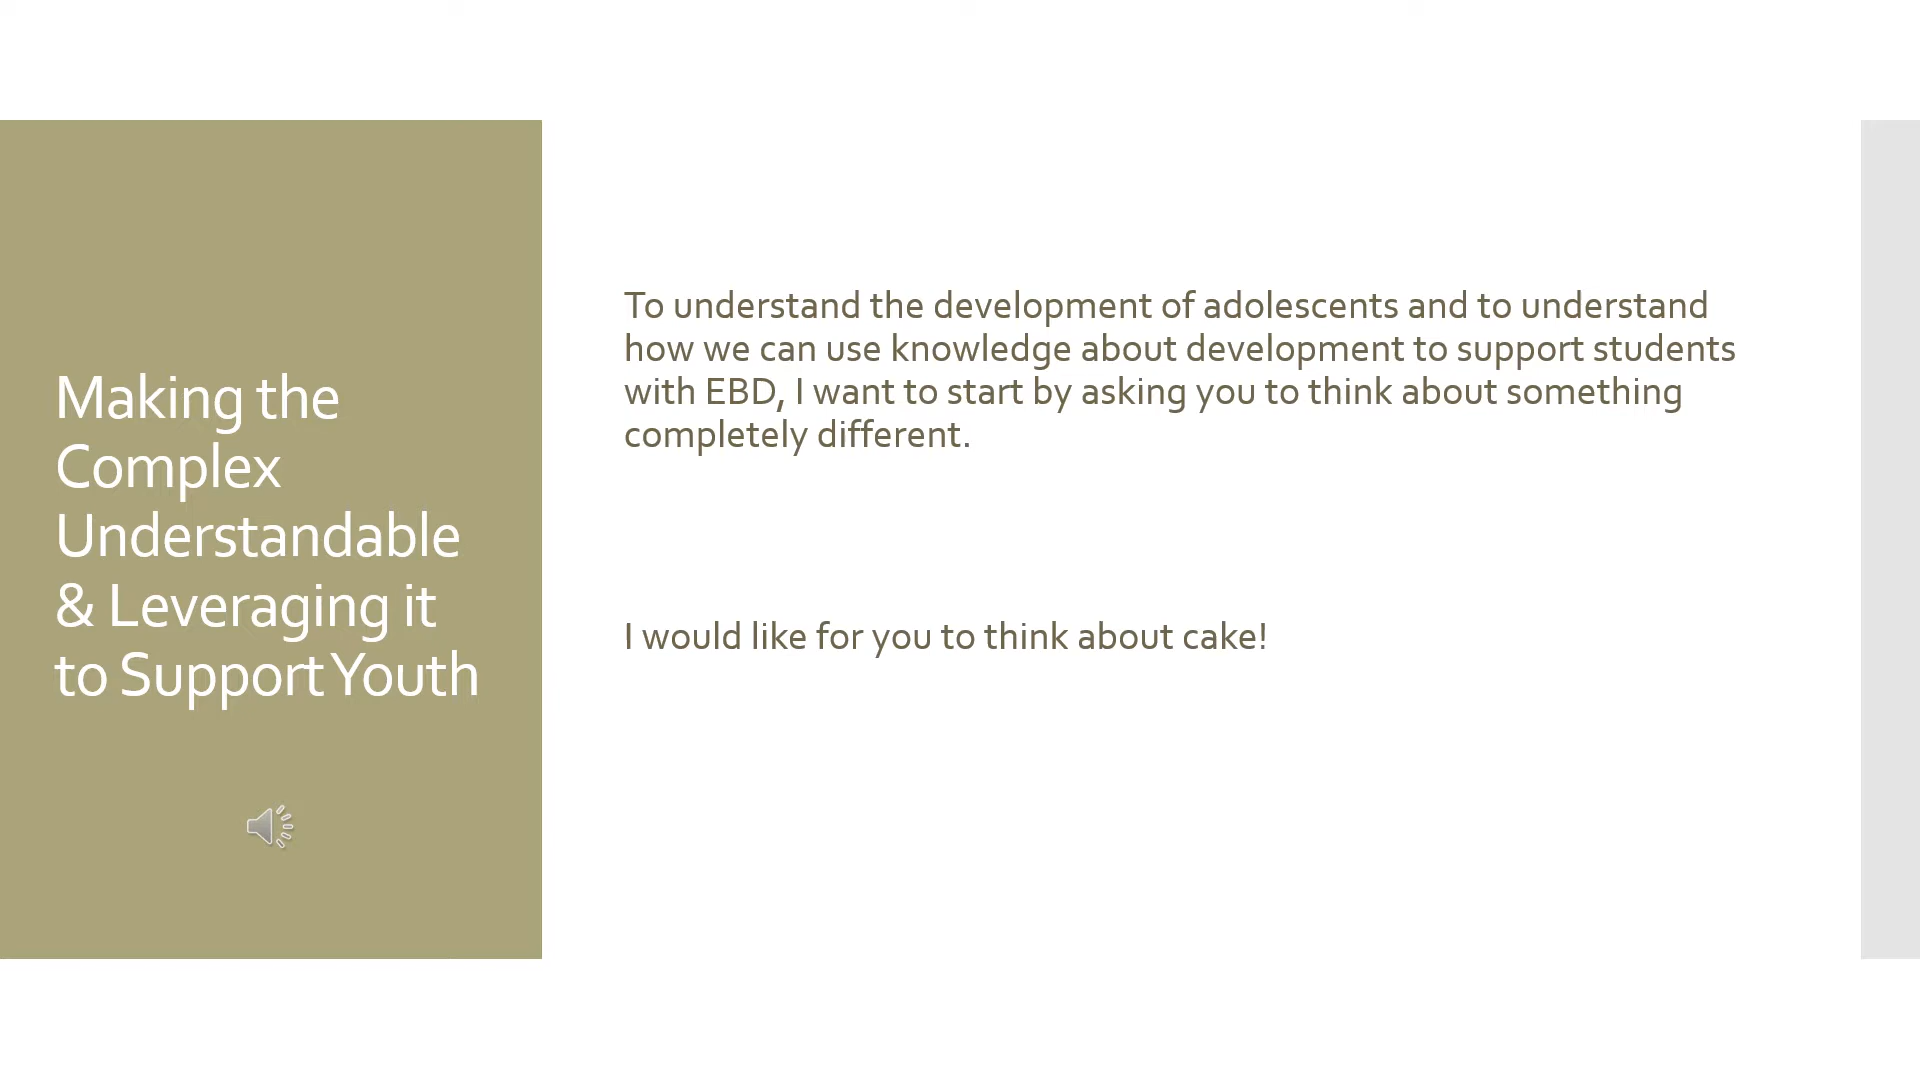 Making the
Complex
Understandable
& Leveraging it
to Support Youth
To understand the development of adolescents and to understand
how we can use knowledge about development to support students
with EBD, I want to start by asking you to think about something
completely different.
I would like for you to think about cake!